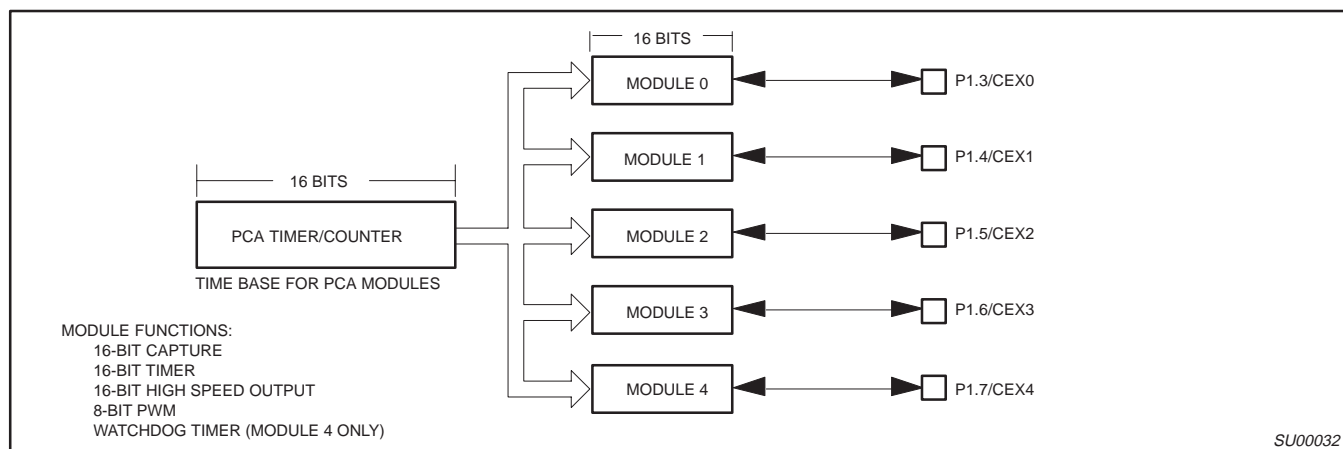 16 BITS
MODULE 0
P1.3/CEX0
MODULE 1
P1.4/CEX1
16 BITS
PCA TIMER/COUNTER
MODULE 2
P1.5/CEX2
TIME BASE FOR PCA MODULES
MODULE 3
P1.6/CEX3
MODULE FUNCTIONS:
16-BIT CAPTURE
16-BIT TIMER
16-BIT HIGH SPEED OUTPUT
8-BIT PWM
WATCHDOG TIMER (MODULE 4 ONLY)
MODULE 4
P1.7/CEX4
SU00032